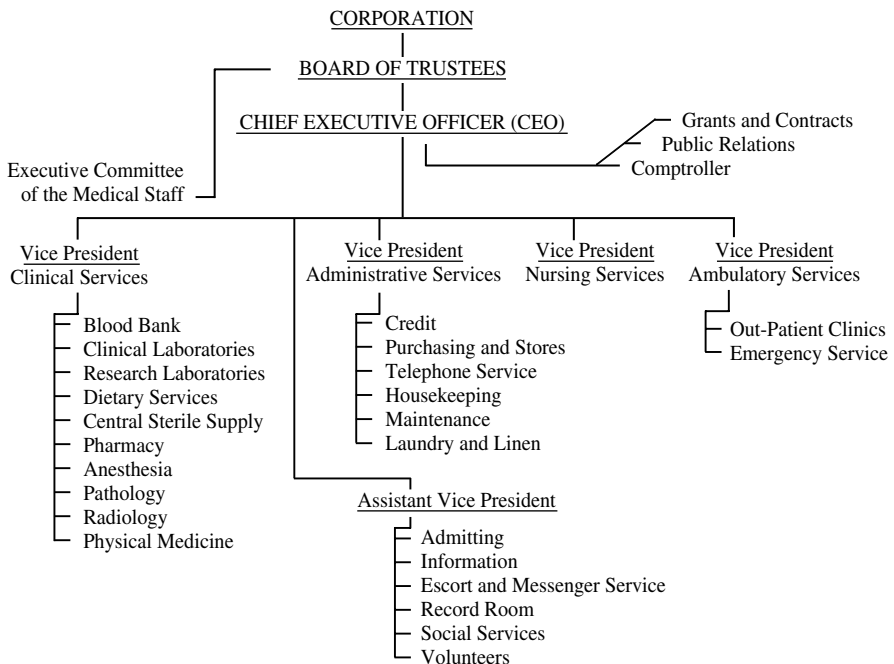 CORPORATION
BOARD OF TRUSTEES
CHIEF EXECUTIVE OFFICER (CEO)
Grants and Contracts
Public Relations
Comptroller
Executive Committee
of the Medical Staff
Vice President
Clinical Services
Blood Bank
Clinical Laboratories
Research Laboratories
Dietary Services
Central Sterile Supply
Pharmacy
Anesthesia
Pathology
Radiology
Physical Medicine
Vice President
Administrative Services
Credit
Purchasing and Stores
Telephone Service
Housekeeping
Maintenance
Laundry and Linen
Vice President
Nursing Services
Vice President
Ambulatory Services
Out-Patient Clinics
Emergency Service
Assistant Vice President
Admitting
Information
Escort and Messenger Service
Record Room
Social Services
Volunteers